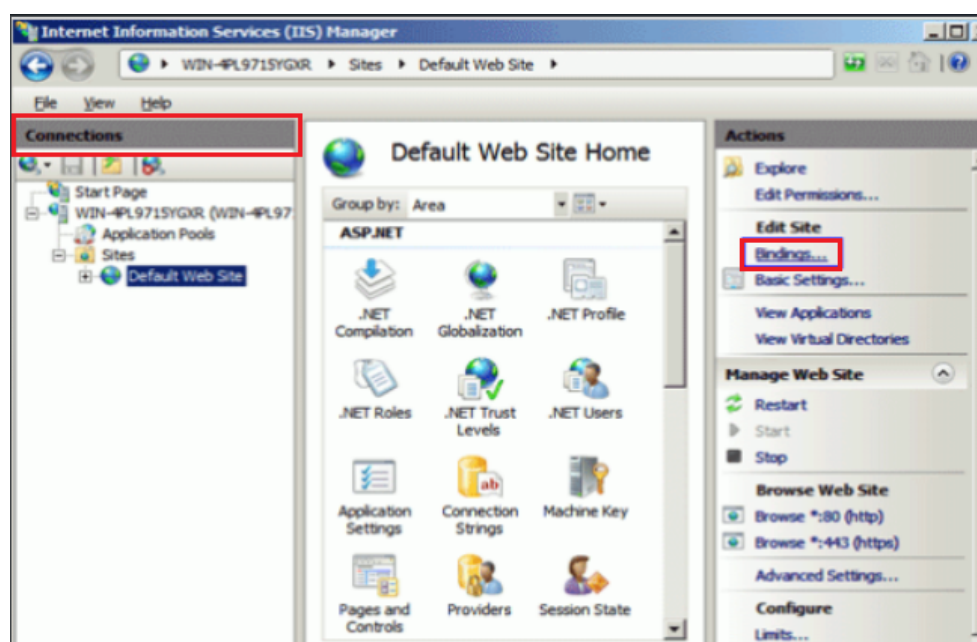 Internet Information Services (IIS) Manager
WIN-4PL9715YGXR ▸ Sites ▸ Default Web Site ▸
File View Help
Connections
Start Page
WIN-4PL9715YGXR (WIN-4PL97
Application Pools
Sites
Default Web Site
Default Web Site Home
Group by: Area
ASP.NET
.NET Compilation
.NET Globalization
.NET Profile
.NET Roles
.NET Trust Levels
.NET Users
Application Settings
Connection Strings
ab
Machine Key
Pages and Controls
Providers
Session State
Actions
Explore
Edit Permissions...
Edit Site
Bindings...
Basic Settings...
View Applications
View Virtual Directories
Manage Web Site
Restart
Start
Stop
Browse Web Site
Browse *:80 (http)
Browse *:443 (https)
Advanced Settings...
Configure
Limits...